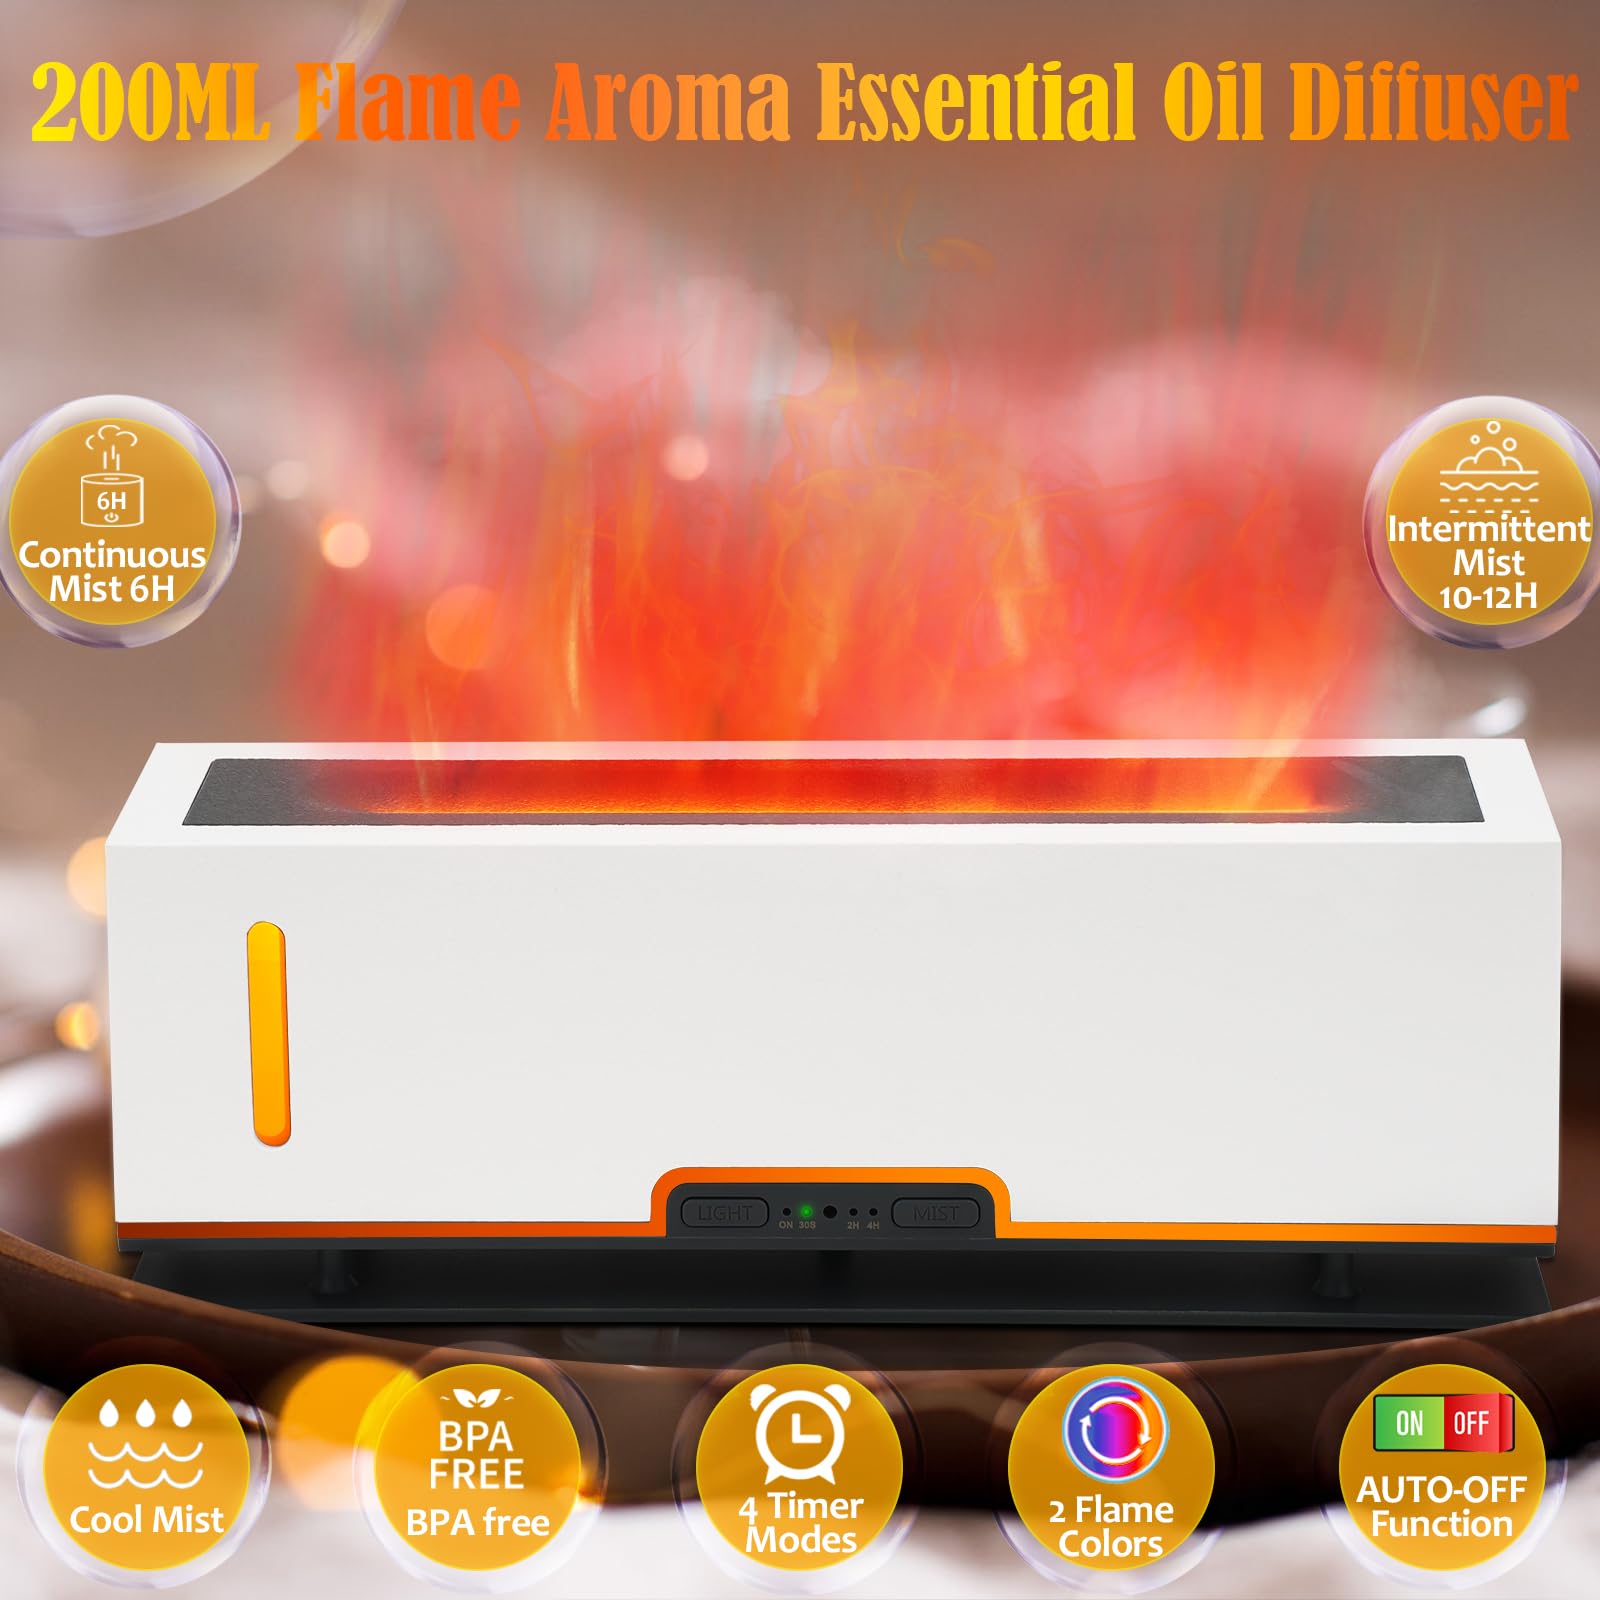 200ML Flame Aroma Essential Oil Diffuser
6H
Continuous
Mist 6H
Intermittent
Mist
10-12H
LIGHT
ON 30S 2H 4H
MIST
Cool Mist
BPA
FREE
BPA free
4 Timer
Modes
2 Flame
Colors
ON OFF
AUTO-OFF
Function